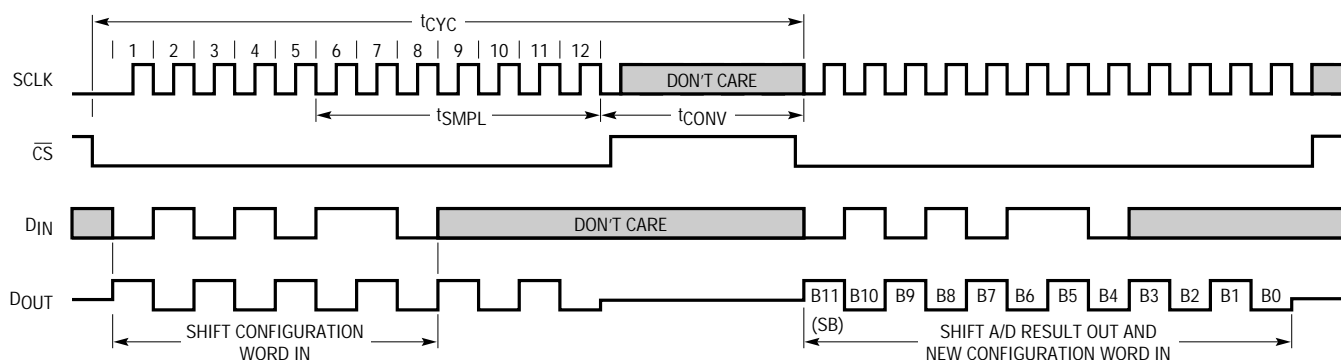 tCYC
1 2 3 4 5 6 7 8 9 10 11 12
SCLK
DON'T CARE
tSMPL
tCONV
CS
DIN
DON'T CARE
DOUT
B11 B10 B9 B8 B7 B6 B5 B4 B3 B2 B1 B0
(SB)
SHIFT CONFIGURATION
WORD IN
SHIFT A/D RESULT OUT AND
NEW CONFIGURATION WORD IN